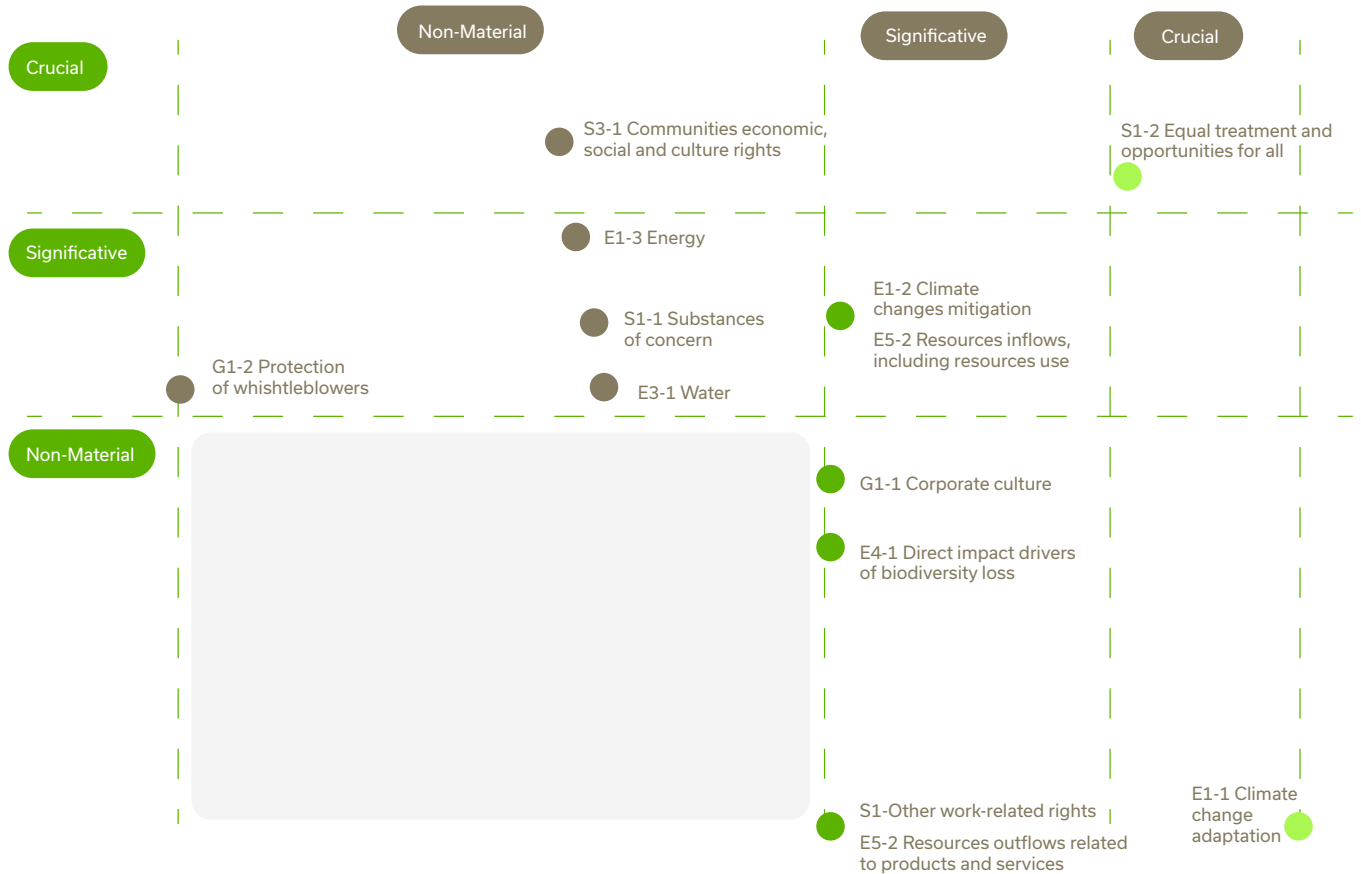 Non-Material
Significative
Crucial
Crucial
S3-1 Communities economic,
social and culture rights
S1-2 Equal treatment and
opportunities for all
Significative
E1-3 Energy
E1-2 Climate
changes mitigation
S1-1 Substances
of concern
E5-2 Resources inflows,
including resources use
G1-2 Protection
of whishtleblowers
E3-1 Water
Non-Material
G1-1 Corporate culture
E4-1 Direct impact drivers
of biodiversity loss
S1-Other work-related rights
E5-2 Resources outflows related
to products and services
E1-1 Climate
change
adaptation